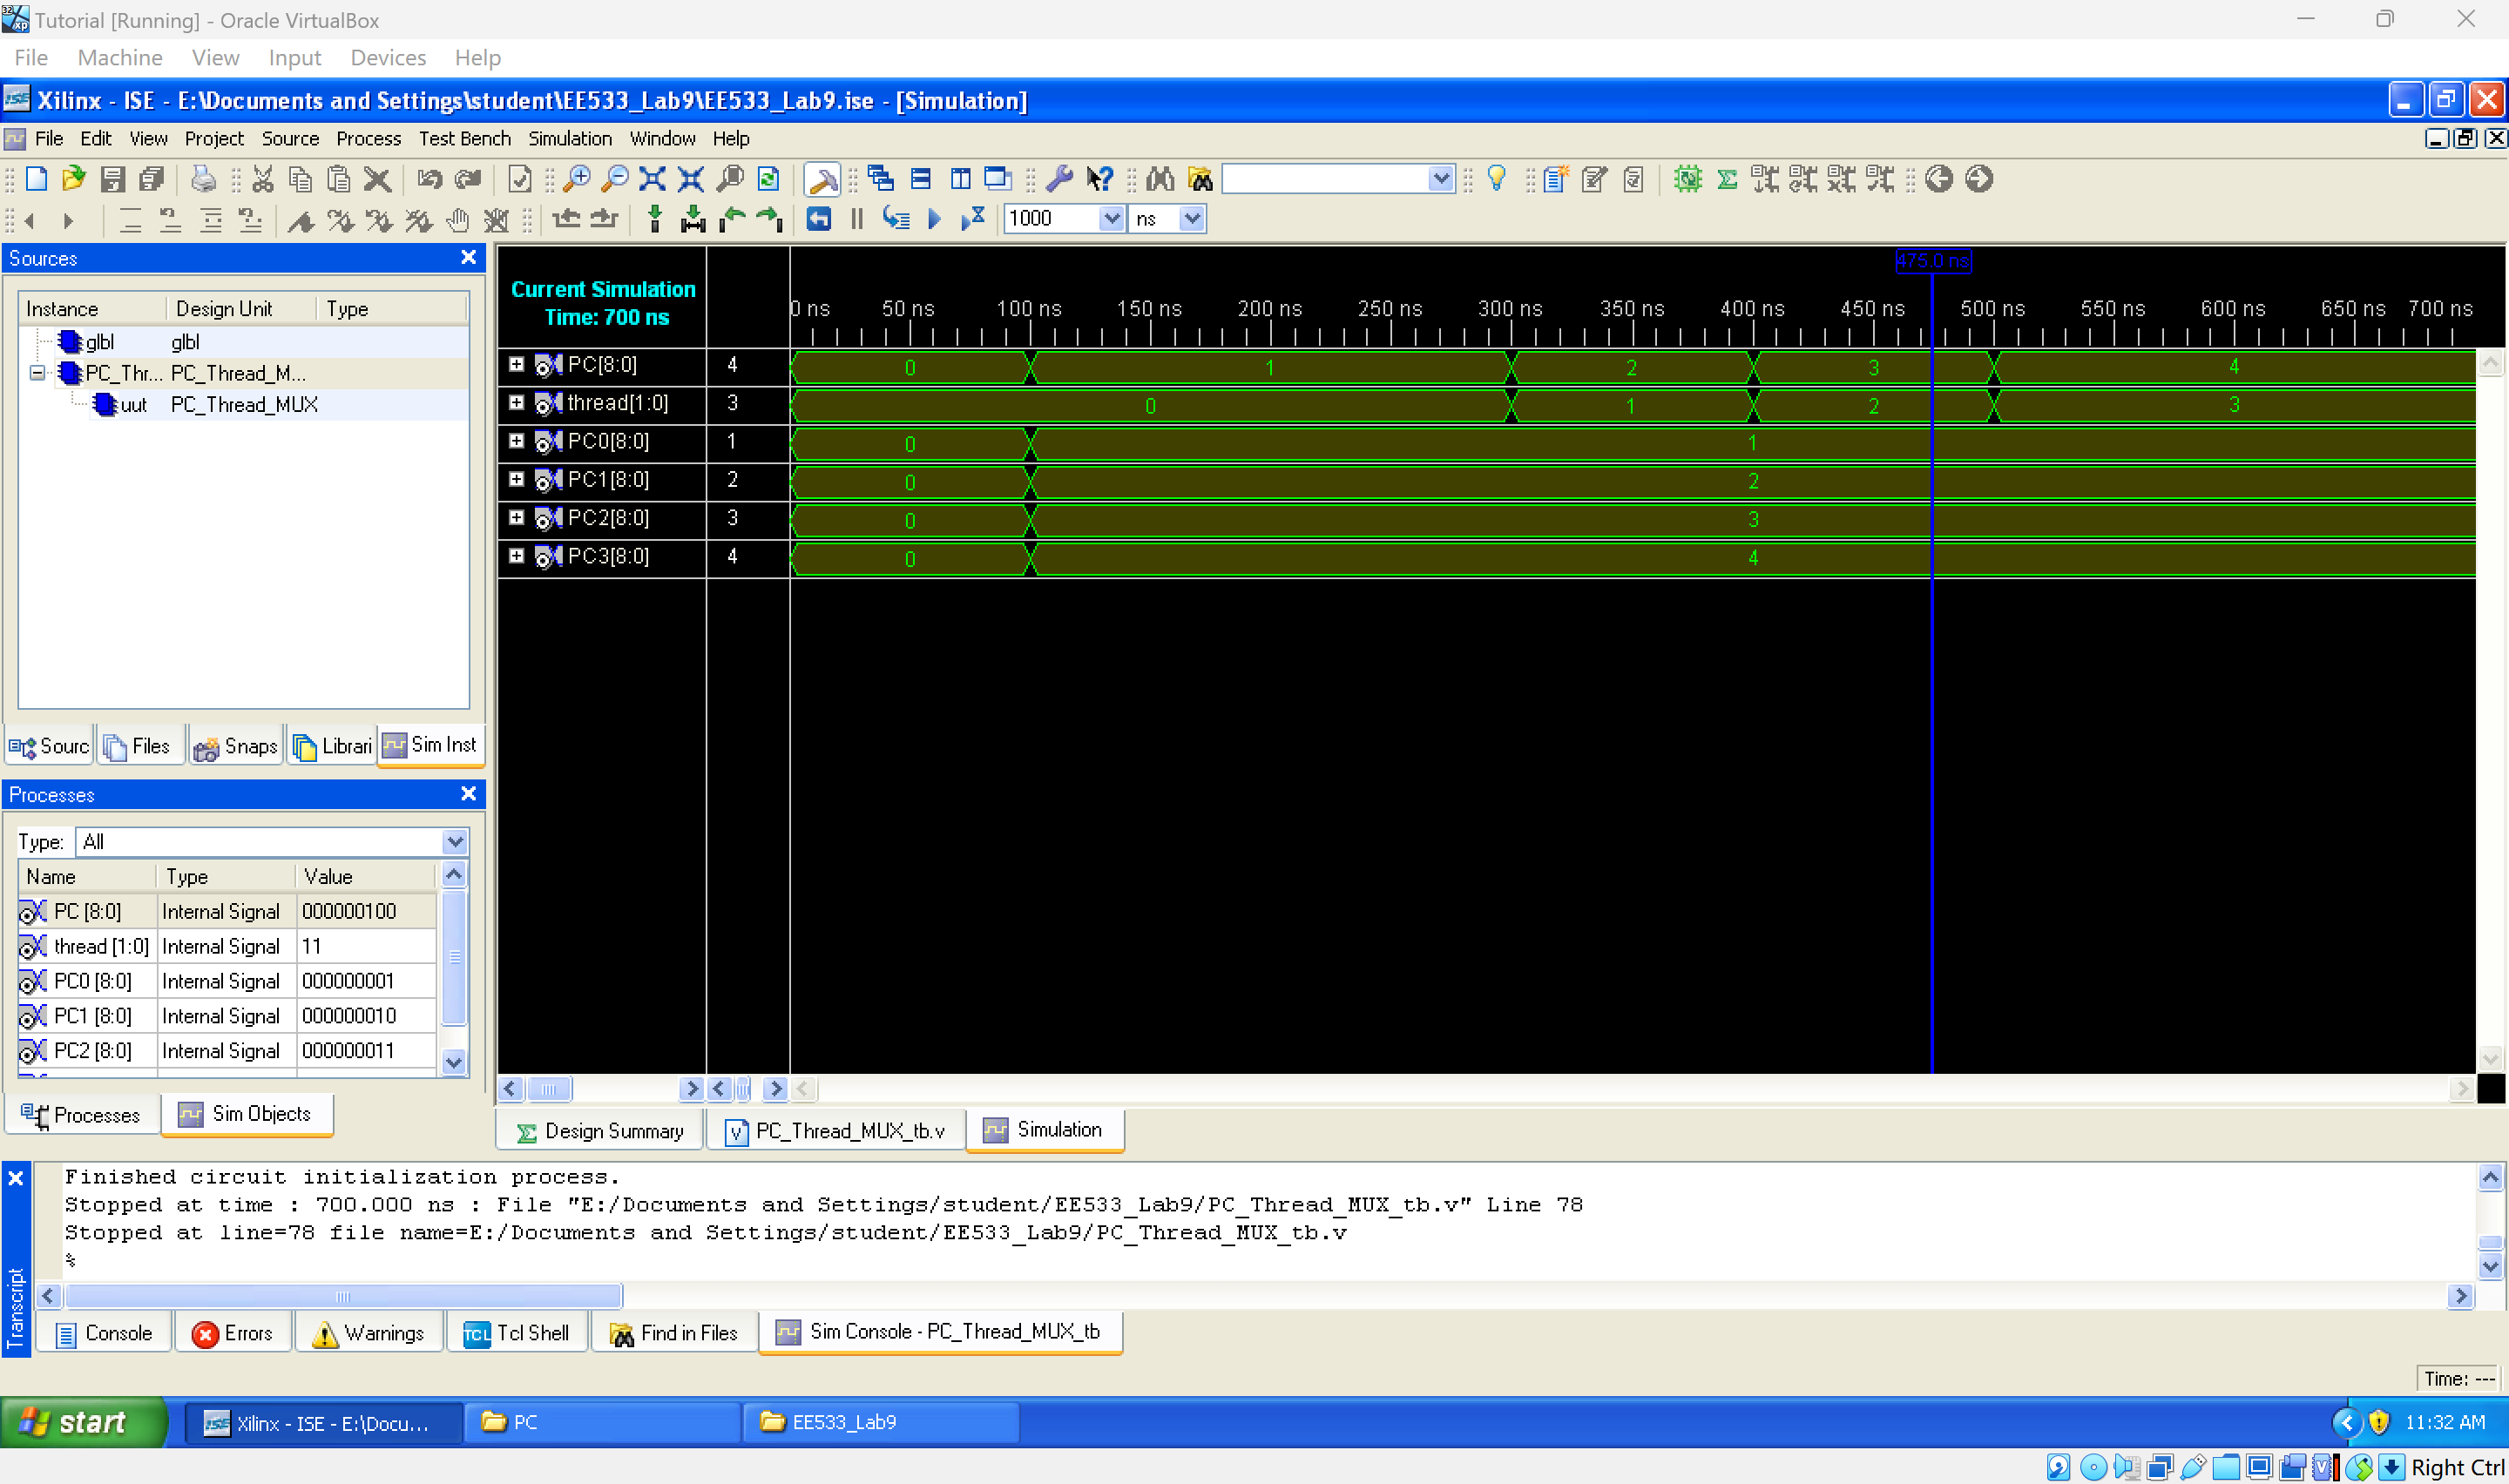 Tutorial [Running] - Oracle VirtualBox
File Machine View Input Devices Help
Xilinx - ISE - E:\Documents and Settings\student\EE533_Lab9\EE533_Lab9.ise - [Simulation]
File Edit View Project Source Process Test Bench Simulation Window Help
1000 ns
Sources
Instance Design Unit Type
glbl glbl
PC_Thr... PC_Thread_M...
uut PC_Thread_MUX
Sourc Files Snaps Librari Sim Inst
Processes
Type: All
Name Type Value
PC [8:0] Internal Signal 000000100
thread [1:0] Internal Signal 11
PC0 [8:0] Internal Signal 000000001
PC1 [8:0] Internal Signal 000000010
PC2 [8:0] Internal Signal 000000011
Processes Sim Objects
475.0 ns
Current Simulation
Time: 700 ns
0 ns 50 ns 100 ns 150 ns 200 ns 250 ns 300 ns 350 ns 400 ns 450 ns 500 ns 550 ns 600 ns 650 ns 700 ns
PC[8:0] 4 0 1 2 3 4
thread[1:0] 3 0 1 2 3
PC0[8:0] 1 0 1
PC1[8:0] 2 0 2
PC2[8:0] 3 0 3
PC3[8:0] 4 0 4
Design Summary PC_Thread_MUX_tb.v Simulation
Transcript
Finished circuit initialization process.
Stopped at time : 700.000 ns : File "E:/Documents and Settings/student/EE533_Lab9/PC_Thread_MUX_tb.v" Line 78
Stopped at line=78 file name=E:/Documents and Settings/student/EE533_Lab9/PC_Thread_MUX_tb.v
%
Console Errors Warnings Tcl Shell Find in Files Sim Console - PC_Thread_MUX_tb
Time: ---
start Xilinx - ISE - E:\Docu... PC EE533_Lab9 11:32 AM
Right Ctrl